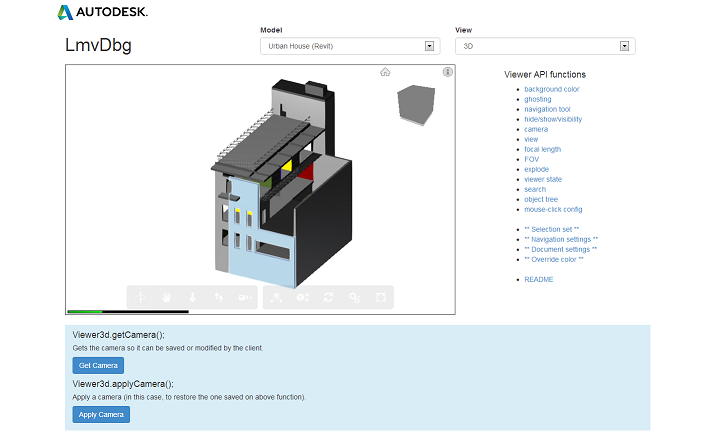 AUTODESK.
LmvDbg
Model
Urban House (Revit)
View
3D
Viewer API functions
background color
ghosting
navigation tool
hide/show/visibility
camera
view
focal length
FOV
explode
viewer state
search
object tree
mouse-click config
** Selection set **
** Navigation settings **
** Document settings **
** Override color **
README
Viewer3d.getCamera();
Gets the camera so it can be saved or modified by the client.
Get Camera
Viewer3d.applyCamera();
Apply a camera (in this case, to restore the one saved on above function).
Apply Camera